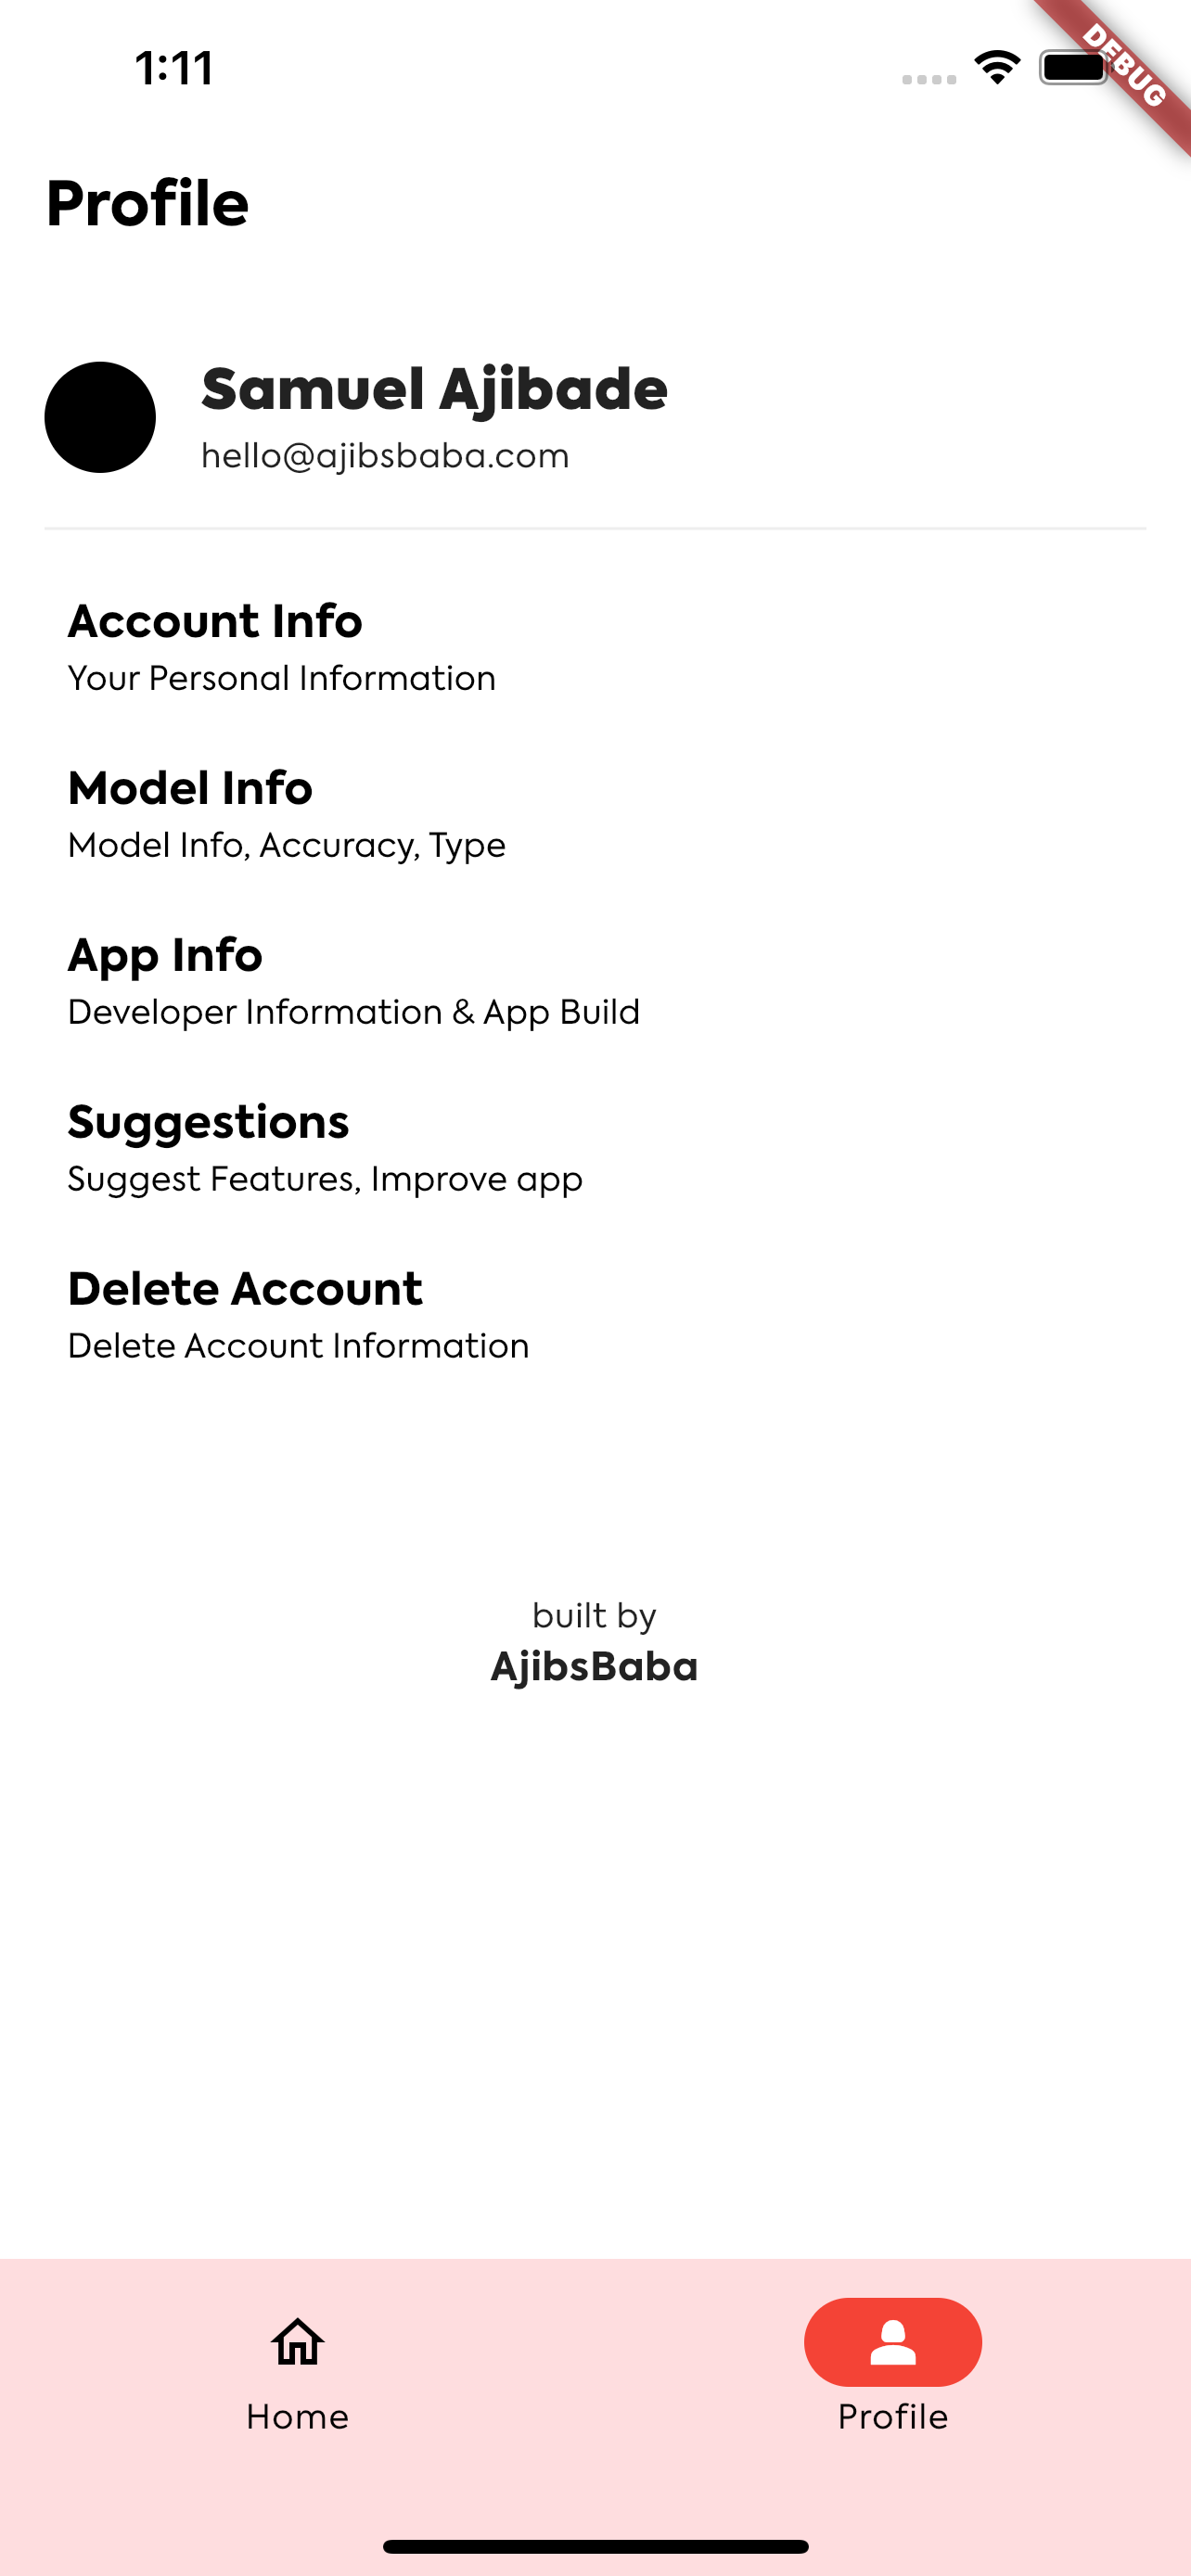 1:11
DEBUG
Profile
Samuel Ajibade
hello@ajibsbaba.com
Account Info
Your Personal Information
Model Info
Model Info, Accuracy, Type
App Info
Developer Information & App Build
Suggestions
Suggest Features, Improve app
Delete Account
Delete Account Information
built by
AjibsBaba
Home
Profile